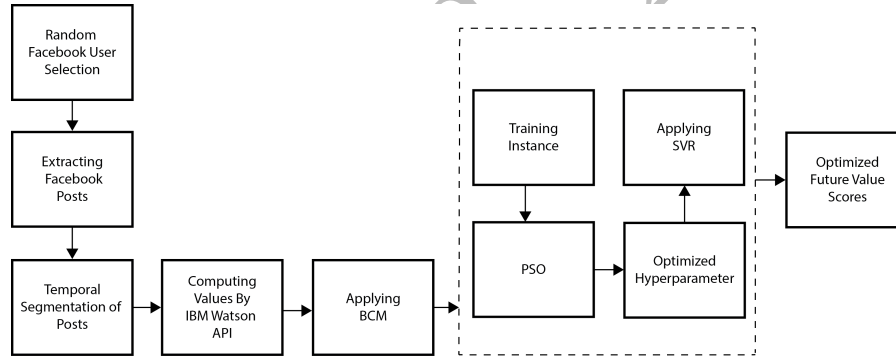 Random
Facebook User
Selection
Extracting
Facebook
Posts
Temporal
Segmentation of
Posts
Computing
Values By
IBM Watson
API
Applying
BCM
Training
Instance
PSO
Optimized
Hyperparameter
Applying
SVR
Optimized
Future Value
Scores